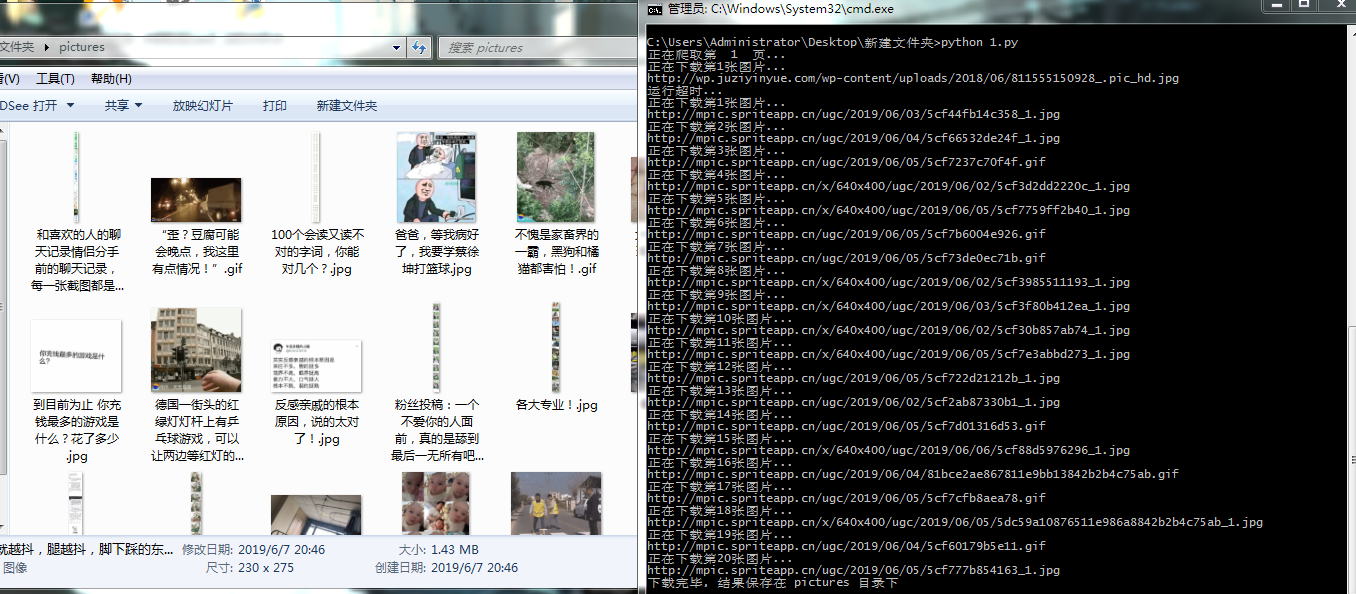 文件夹 pictures
搜索 pictures
看(V) 工具(T) 帮助(H)
DSee 打开 共享 放映幻灯片 打印 新建文件夹
和喜欢的人的聊
天记录情侣分手
前的聊天记录，
每一张截图都是...
“歪？豆腐可能
会晚点，我这里
有点情况！”.gif
100个会读又读不
对的字词，你能
对几个？.jpg
爸爸，等我病好
了，我要学蔡徐
坤打篮球.jpg
不愧是家畜界的
一霸，黑狗和橘
猫都害怕！.gif
你充钱最多的游戏是什
么？
到目前为止 你充
钱最多的游戏是
什么？花了多少
.jpg
德国一街头的红
绿灯灯杆上有乒
乓球游戏，可以
让两边等红灯的...
反感亲戚的根本
原因，说的太对
了！.jpg
粉丝投稿：一个
不爱你的人面
前，真的是舔到
最后一无所有吧...
各大专业！.jpg
就越抖，腿越抖，脚下踩的东... 修改日期: 2019/6/7 20:46 大小: 1.43 MB
图像 尺寸: 230 x 275 创建日期: 2019/6/7 20:46
管理员: C:\Windows\System32\cmd.exe
C:\Users\Administrator\Desktop\新建文件夹>python 1.py
正在爬取第 1 页...
正在下载第1张图片...
http://wp.juziyinyue.com/wp-content/uploads/2018/06/811555150928_.pic_hd.jpg
运行超时...
正在下载第1张图片...
http://mpic.spriteapp.cn/ugc/2019/06/03/5cf44fb14c358_1.jpg
正在下载第2张图片...
http://mpic.spriteapp.cn/ugc/2019/06/04/5cf66532de24f_1.jpg
正在下载第3张图片...
http://mpic.spriteapp.cn/ugc/2019/06/05/5cf7237c70f4f.gif
正在下载第4张图片...
http://mpic.spriteapp.cn/x/640x400/ugc/2019/06/02/5cf3d2dd2220c_1.jpg
正在下载第5张图片...
http://mpic.spriteapp.cn/x/640x400/ugc/2019/06/05/5cf7759ff2b40_1.jpg
正在下载第6张图片...
http://mpic.spriteapp.cn/ugc/2019/06/05/5cf7b6004e926.gif
正在下载第7张图片...
http://mpic.spriteapp.cn/ugc/2019/06/05/5cf73de0ec71b.gif
正在下载第8张图片...
http://mpic.spriteapp.cn/x/640x400/ugc/2019/06/02/5cf3985511193_1.jpg
正在下载第9张图片...
http://mpic.spriteapp.cn/x/640x400/ugc/2019/06/03/5cf3f80b412ea_1.jpg
正在下载第10张图片...
http://mpic.spriteapp.cn/x/640x400/ugc/2019/06/02/5cf30b857ab74_1.jpg
正在下载第11张图片...
http://mpic.spriteapp.cn/x/640x400/ugc/2019/06/05/5cf7e3abbd273_1.jpg
正在下载第12张图片...
http://mpic.spriteapp.cn/ugc/2019/06/05/5cf722d21212b_1.jpg
正在下载第13张图片...
http://mpic.spriteapp.cn/ugc/2019/06/02/5cf2ab87330b1_1.jpg
正在下载第14张图片...
http://mpic.spriteapp.cn/ugc/2019/06/05/5cf7d01316d53.gif
正在下载第15张图片...
http://mpic.spriteapp.cn/x/640x400/ugc/2019/06/06/5cf88d5976296_1.jpg
正在下载第16张图片...
http://mpic.spriteapp.cn/ugc/2019/06/04/81bce2ae867811e9bb13842b2b4c75ab.gif
正在下载第17张图片...
http://mpic.spriteapp.cn/ugc/2019/06/05/5cf7cfb8aea78.gif
正在下载第18张图片...
http://mpic.spriteapp.cn/x/640x400/ugc/2019/06/05/5dc59a10876511e986a8842b2b4c75ab_1.jpg
正在下载第19张图片...
http://mpic.spriteapp.cn/ugc/2019/06/04/5cf60179b5e11.gif
正在下载第20张图片...
http://mpic.spriteapp.cn/ugc/2019/06/05/5cf777b854163_1.jpg
下载完毕, 结果保存在 pictures 目录下